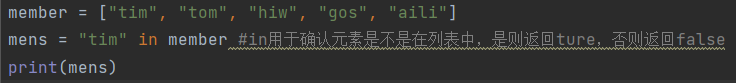 member = ["tim", "tom", "hiw", "gos", "aili"]
mens = "tim" in member #in用于确认元素是不是在列表中，是则返回ture，否则返回false
print(mens)